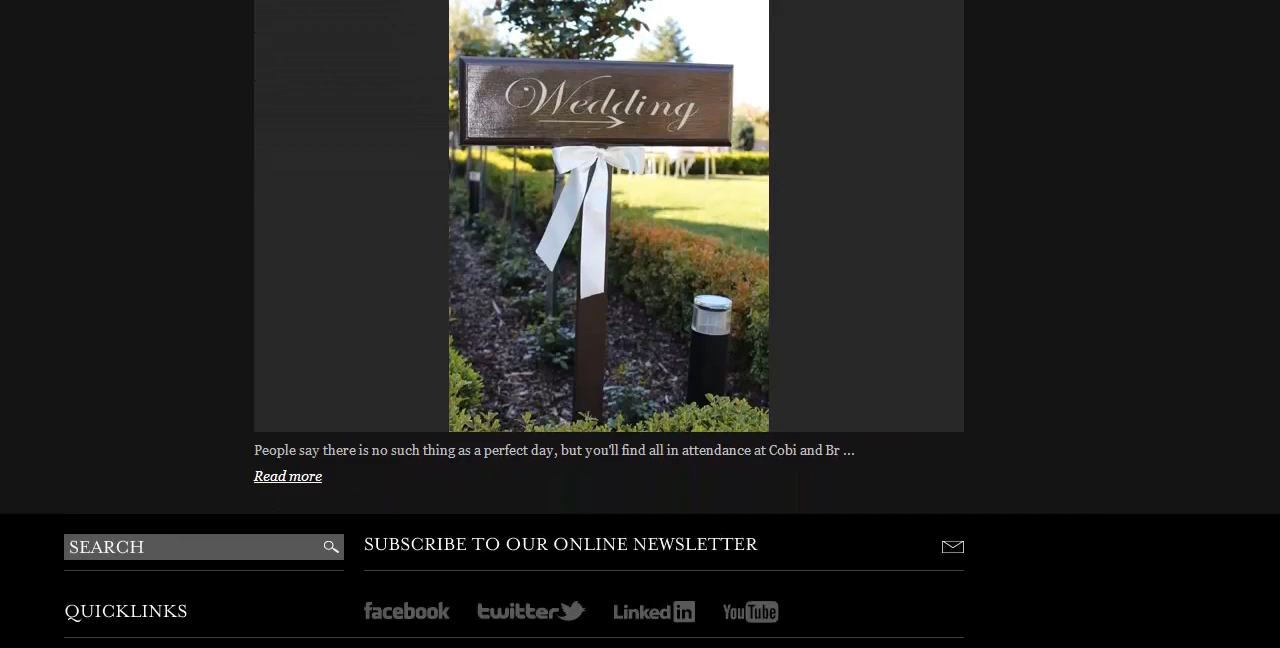 Wedding
People say there is no such thing as a perfect day, but you'll find all in attendance at Cobi and Br ...
Read more
SEARCH
SUBSCRIBE TO OUR ONLINE NEWSLETTER
QUICKLINKS
facebook twitter Linked in YouTube